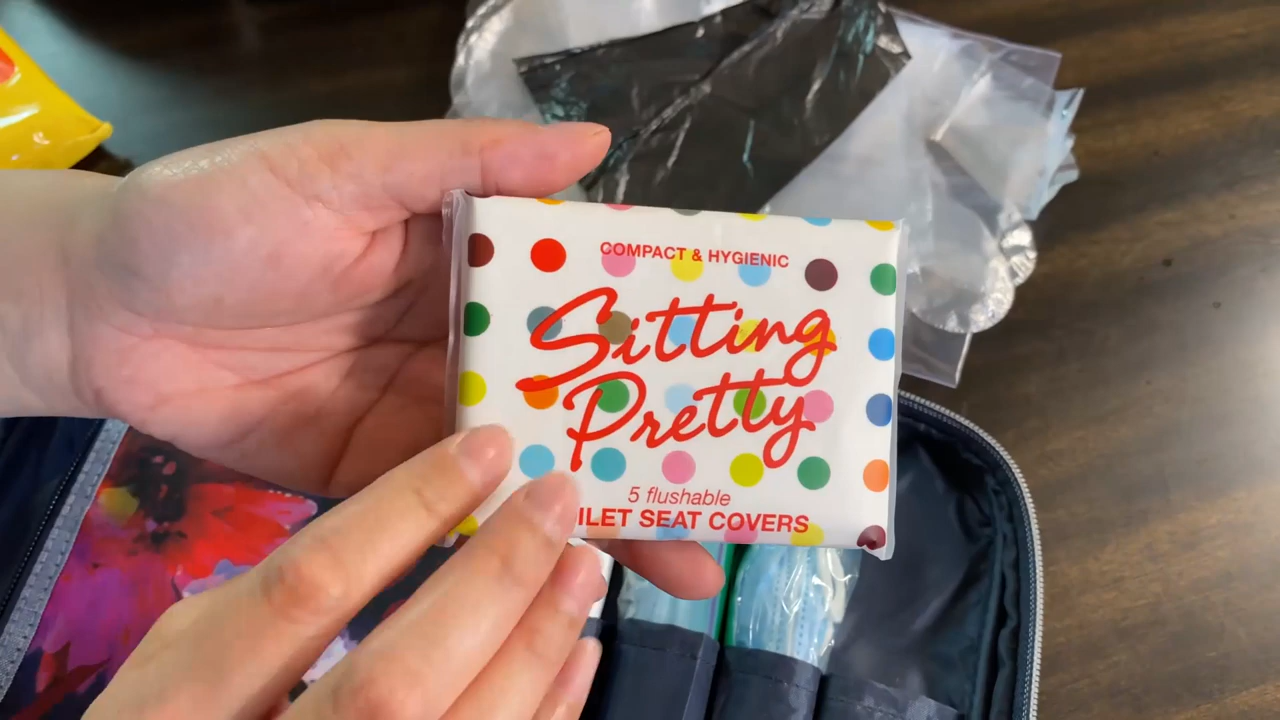 COMPACT & HYGIENIC
Sitting
Pretty
5 flushable
ILET SEAT COVERS